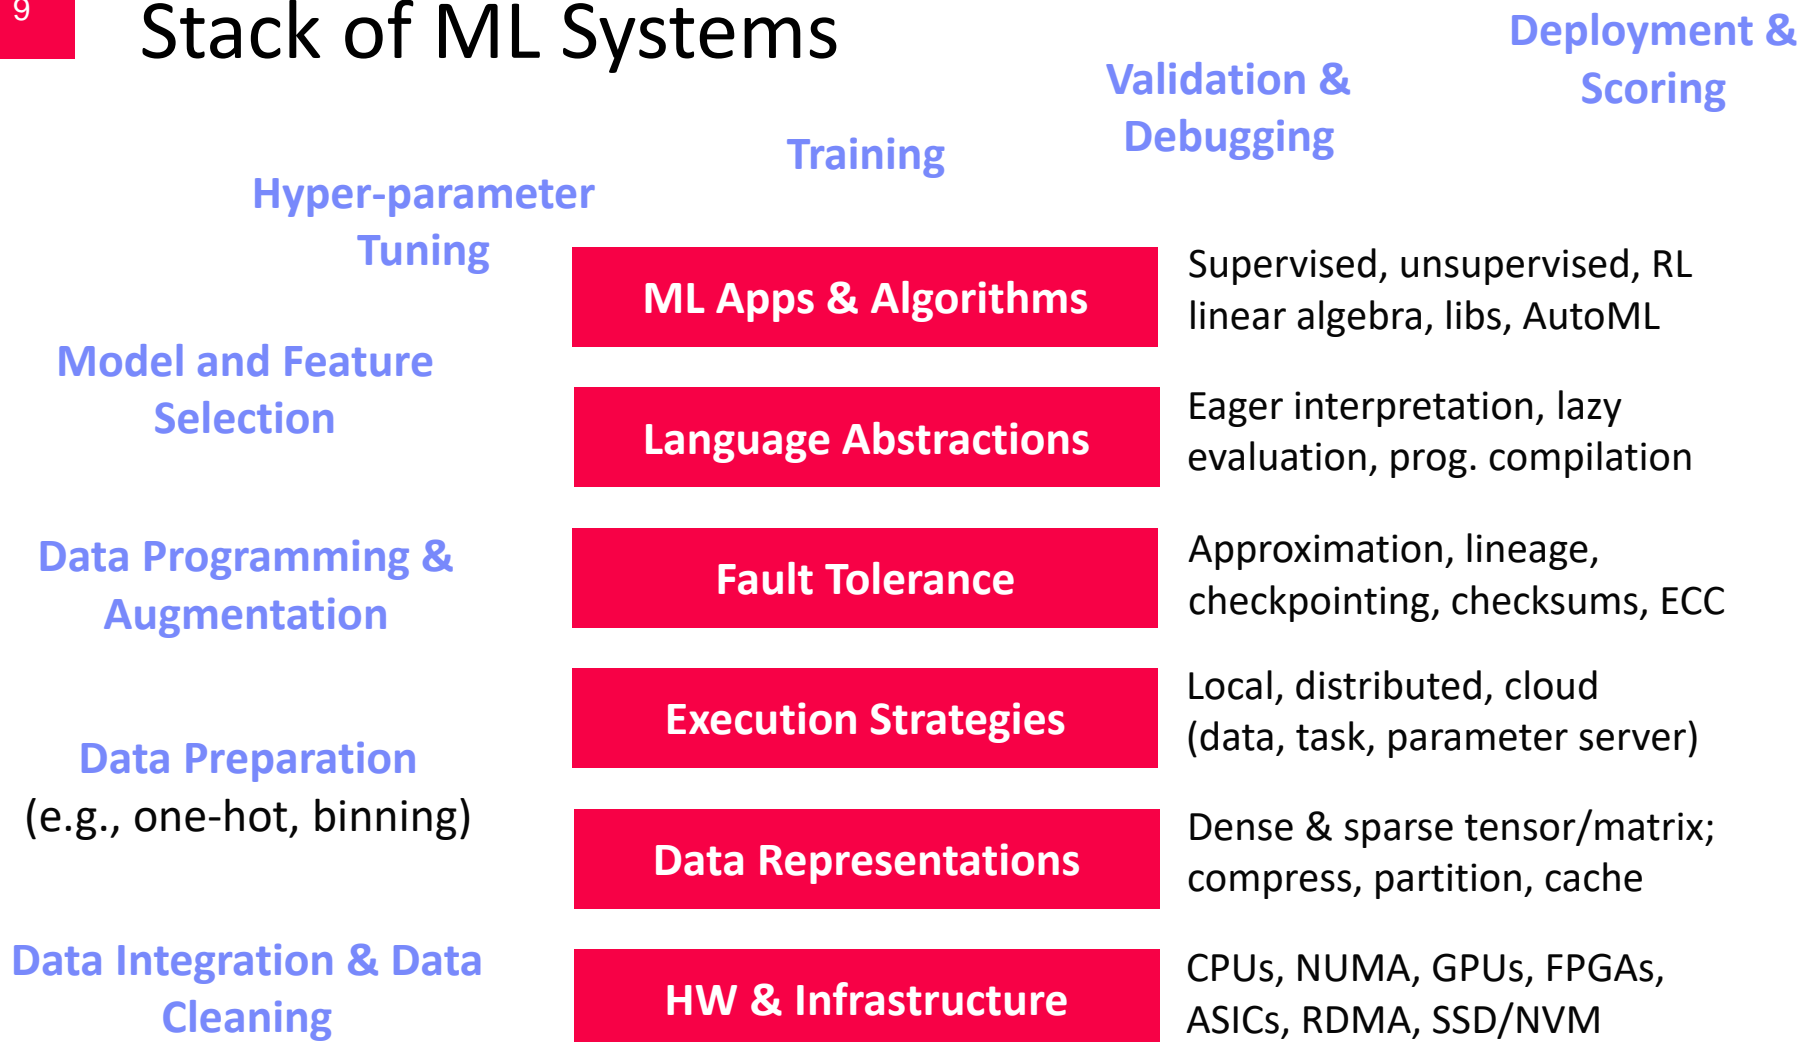 9
Stack of ML Systems
Deployment &
Scoring
Validation &
Debugging
Training
Hyper-parameter
Tuning
Model and Feature
Selection
Data Programming &
Augmentation
Data Preparation
(e.g., one-hot, binning)
Data Integration & Data
Cleaning
ML Apps & Algorithms
Supervised, unsupervised, RL
linear algebra, libs, AutoML
Language Abstractions
Eager interpretation, lazy
evaluation, prog. compilation
Fault Tolerance
Approximation, lineage,
checkpointing, checksums, ECC
Execution Strategies
Local, distributed, cloud
(data, task, parameter server)
Data Representations
Dense & sparse tensor/matrix;
compress, partition, cache
HW & Infrastructure
CPUs, NUMA, GPUs, FPGAs,
ASICs, RDMA, SSD/NVM